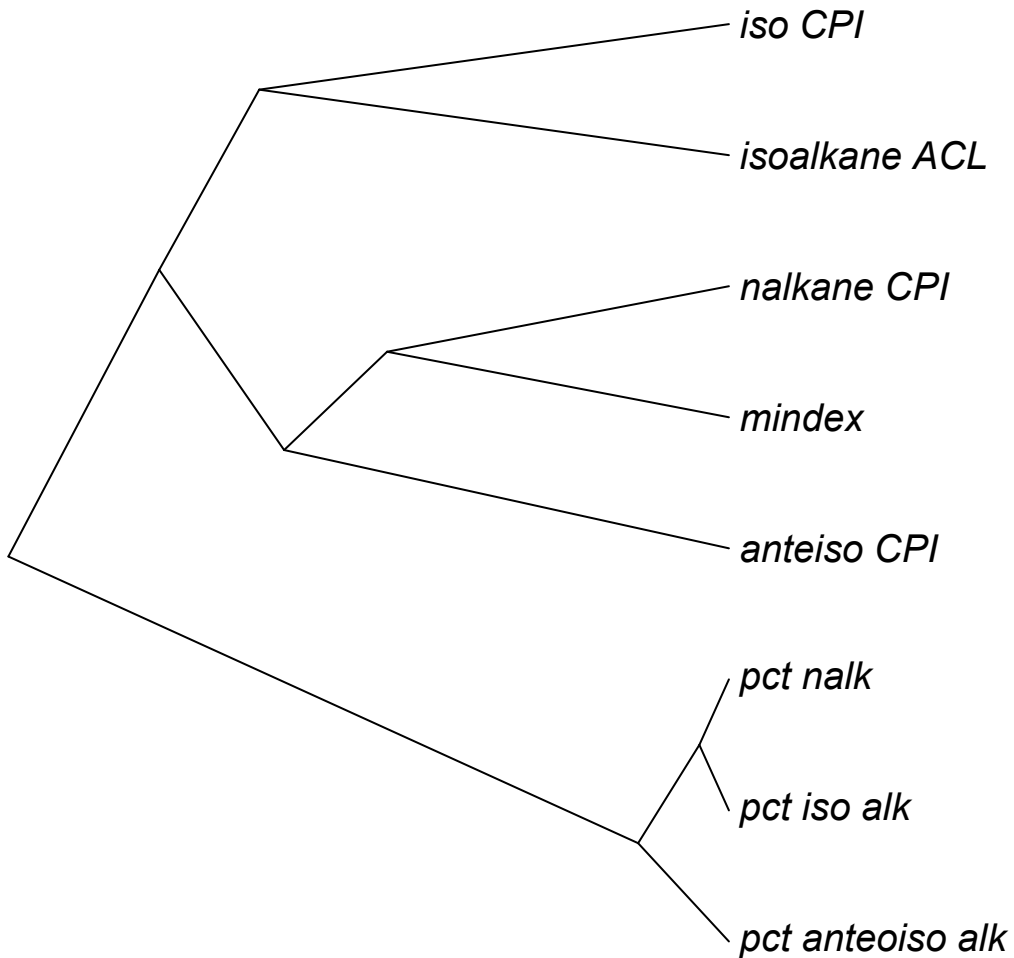 iso CPI
isoalkane ACL
nalkane CPI
mindex
anteiso CPI
pct nalk
pct iso alk
pct anteoiso alk